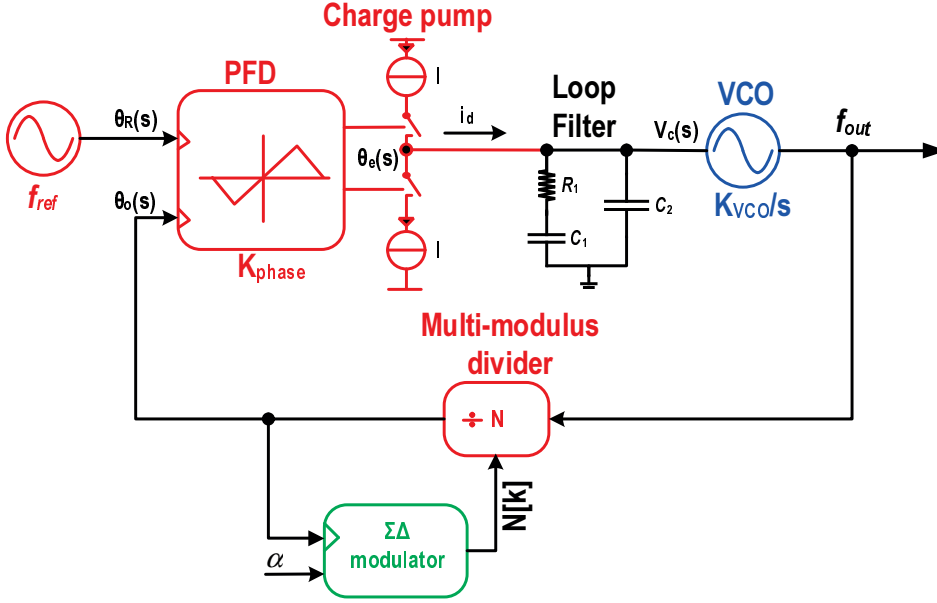 Charge pump
I
PFD
θR(s)
θe(s)
θo(s)
fref
Kphase
I
id
Loop
Filter
R1
C1
C2
Vc(s)
VCO
KVCO/s
fout
Multi-modulus
divider
÷ N
N[k]
ΣΔ
modulator
α